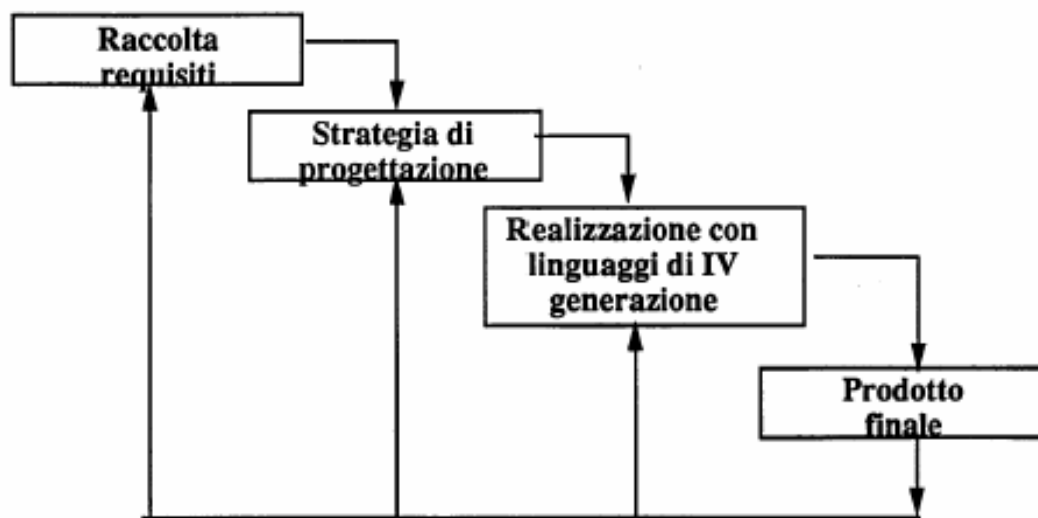 Raccolta
requisiti
Strategia di
progettazione
Realizzazione con
linguaggi di IV
generazione
Prodotto
finale